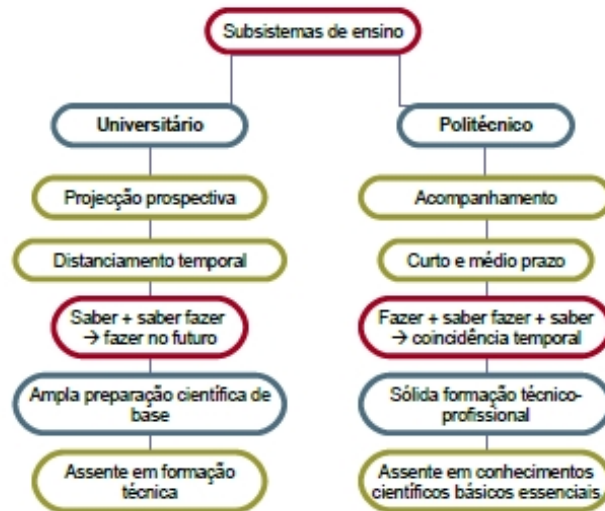 Subsistemas de ensino
Universitário
Projecção prospectiva
Distanciamento temporal
Saber + saber fazer
→ fazer no futuro
Ampla preparação científica de
base
Assente em formação
técnica
Politécnico
Acompanhamento
Curto e médio prazo
Fazer + saber fazer + saber
→ coincidência temporal
Sólida formação técnico-
profissional
Assente em conhecimentos
científicos básicos essenciais